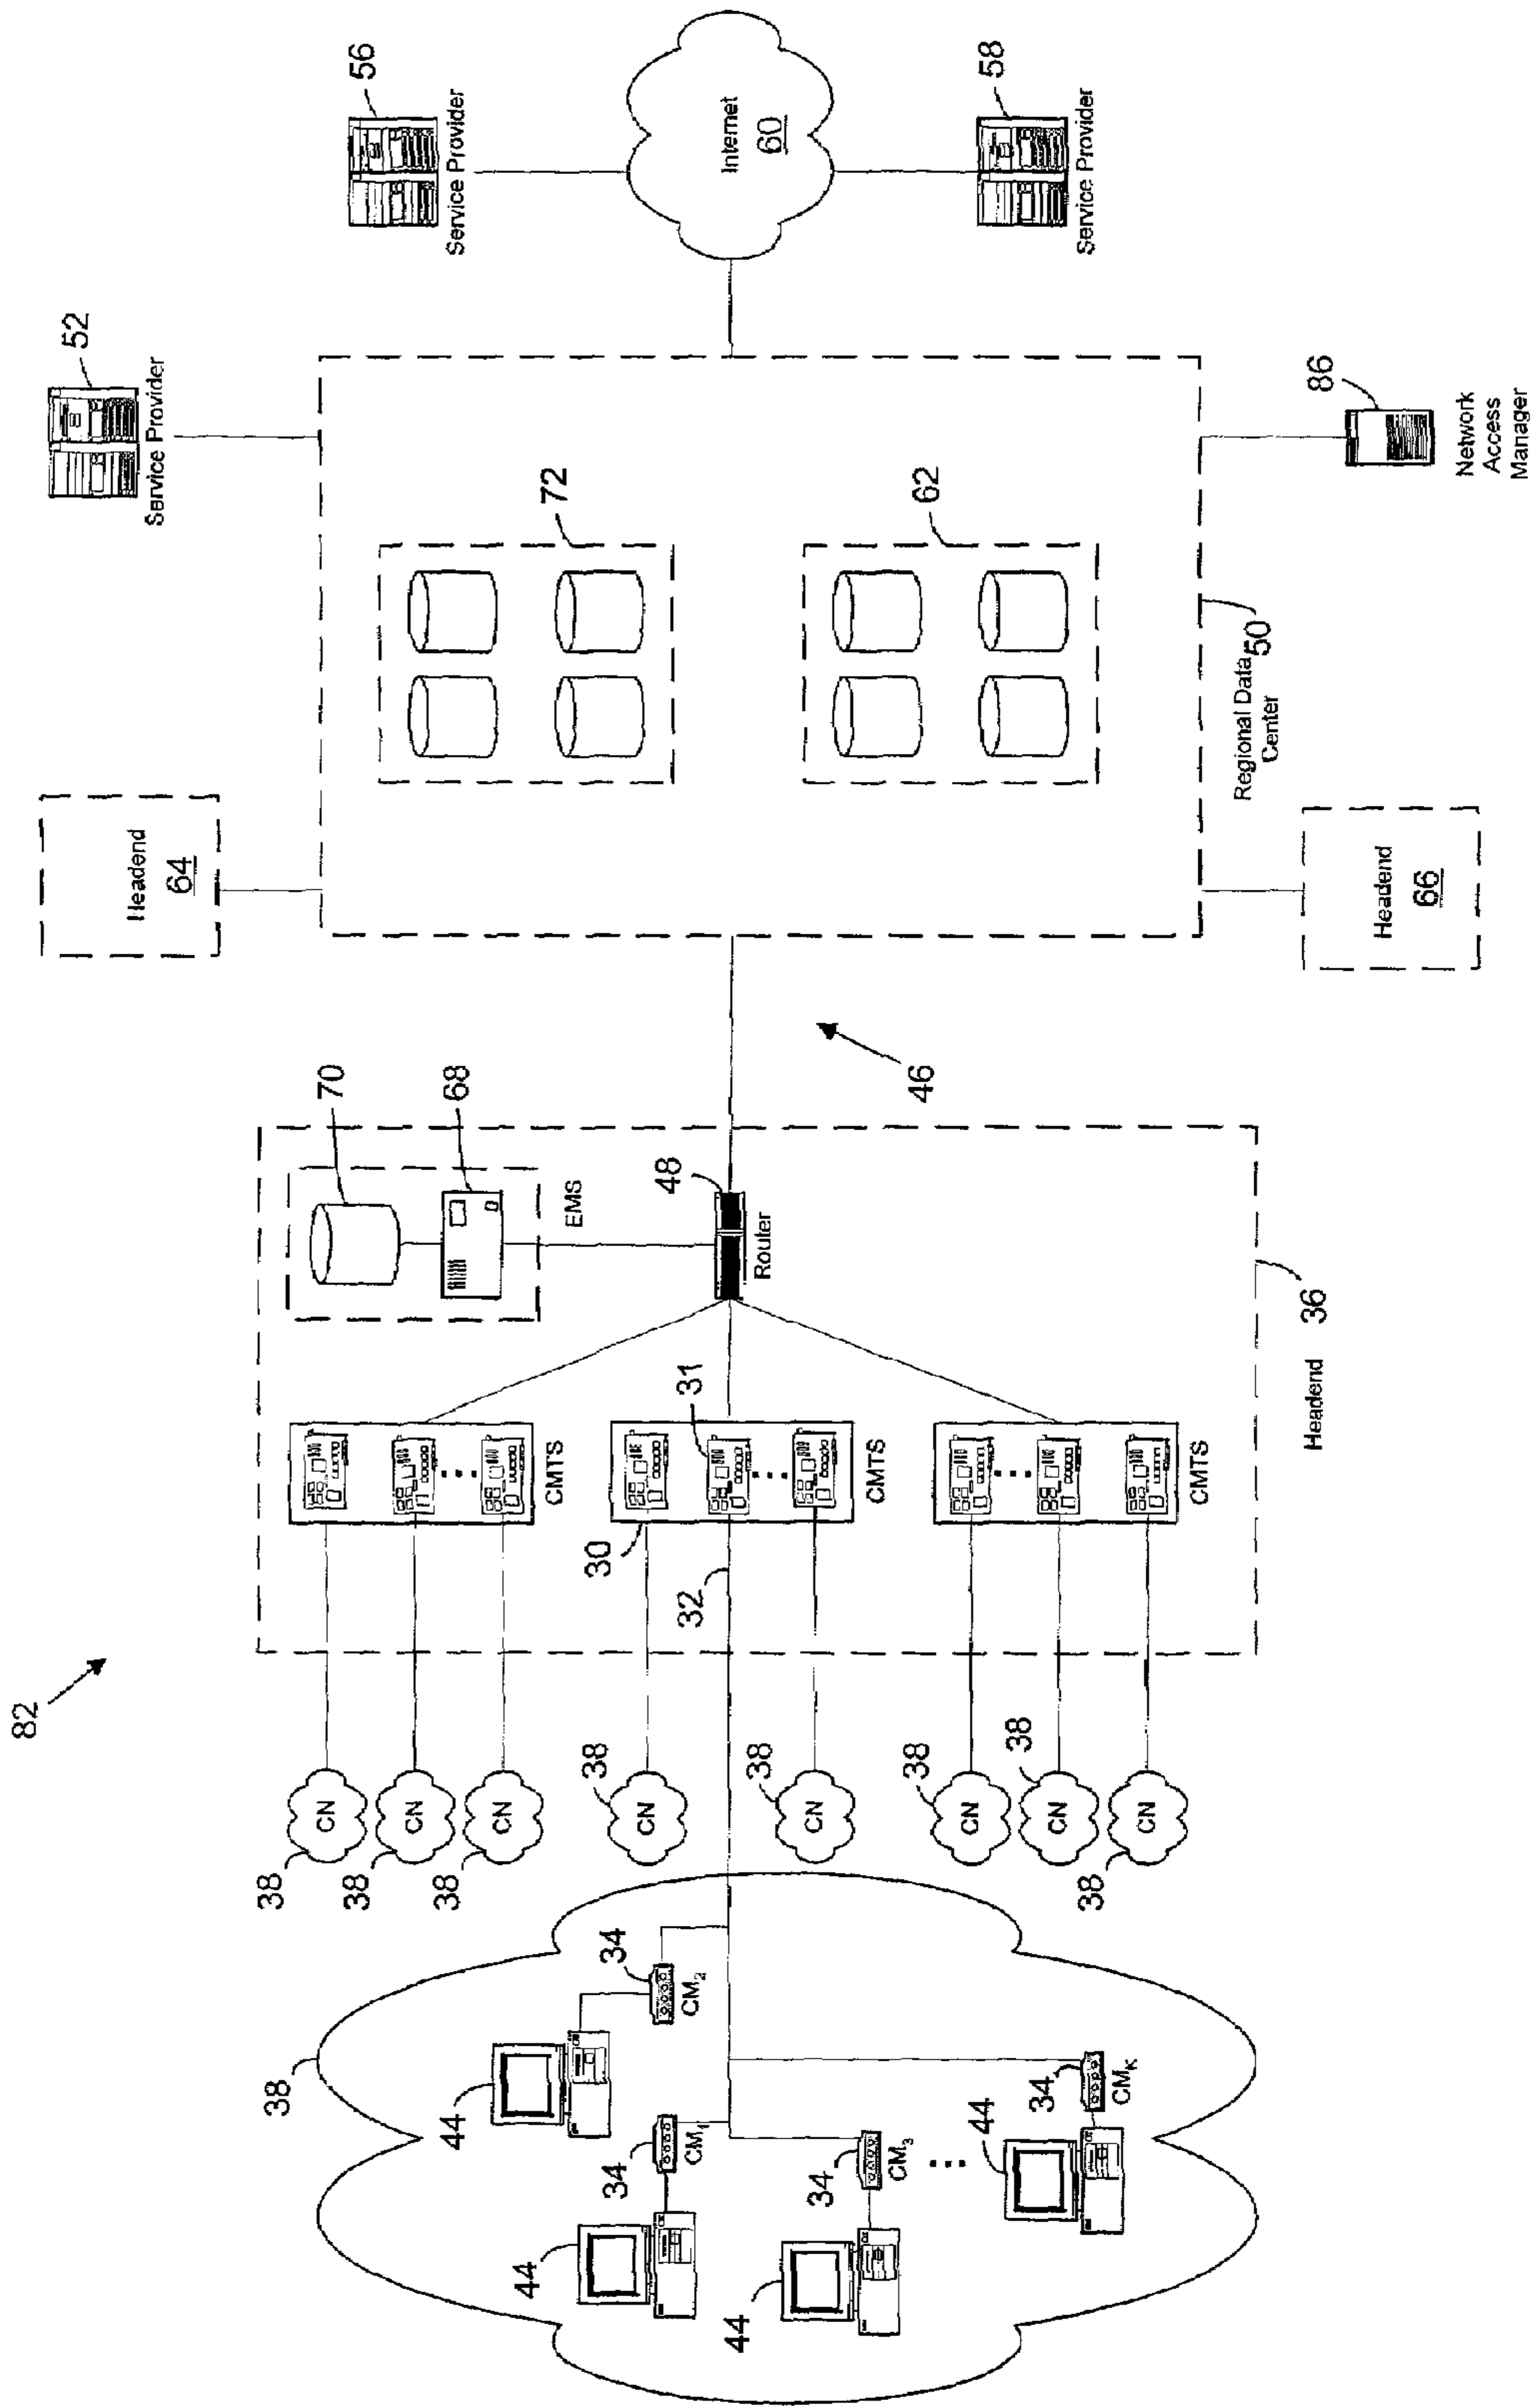 82
38
44
34
CM₂
44
34
CM₁
44
34
CM₃
44
34
CMₖ
38
CN
38
CN
38
CN
38
CN
38
CN
38
CN
38
CN
38
CN
32
30
31
CMTS
CMTS
CMTS
70
68
EMS
48
Router
Headend
36
46
Headend
64
Headend
66
72
62
Regional Data
Center
50
52
Service Provider
86
Network
Access
Manager
56
Service Provider
Internet
60
58
Service Provider